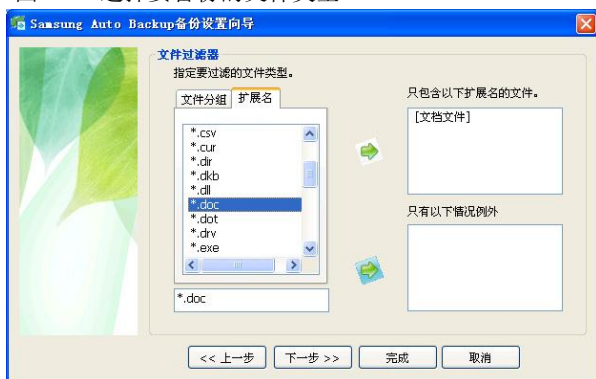 Samsung Auto Backup备份设置向导
文件过滤器
指定要过滤的文件类型。
文件分组 扩展名
*.csv
*.cur
*.dir
*.dkb
*.dll
*.doc
*.dot
*.drv
*.exe
*.doc
只包含以下扩展名的文件。
[文档文件]
只有以下情况例外
<< 上一步 下一步 >> 完成 取消